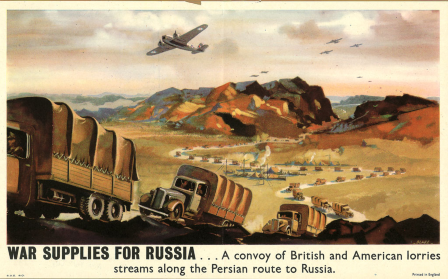 WAR SUPPLIES FOR RUSSIA . . . A convoy of British and American lorries
streams along the Persian route to Russia.
Printed in England